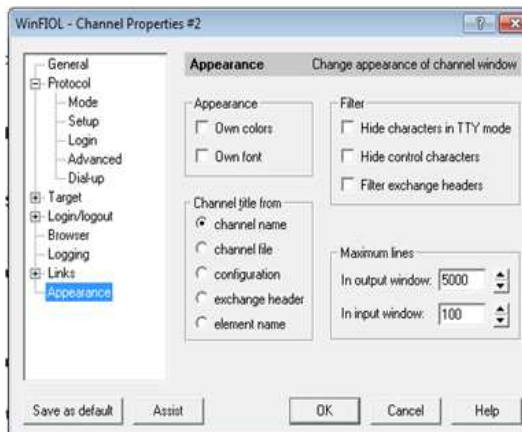 WinFIOL - Channel Properties #2
General
Protocol
Mode
Setup
Login
Advanced
Dial-up
Target
Login/logout
Browser
Logging
Links
Appearance
Appearance Change appearance of channel window
Appearance
Own colors
Own font
Channel title from
channel name
channel file
configuration
exchange header
element name
Filter
Hide characters in TTY mode
Hide control characters
Filter exchange headers
Maximum lines
In output window: 5000
In input window: 100
Save as default Assist OK Cancel Help